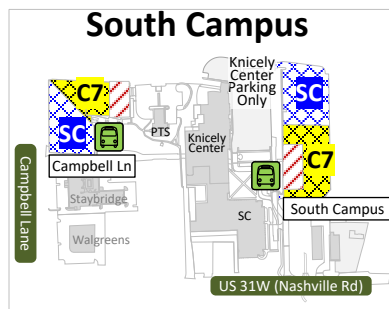 South Campus
Knicely
Center
Parking
Only
C7
SC
SC
PTS
Knicely
Center
C7
Campbell Ln
Campbell Lane
Staybridge
SC
South Campus
Walgreens
US 31W (Nashville Rd)